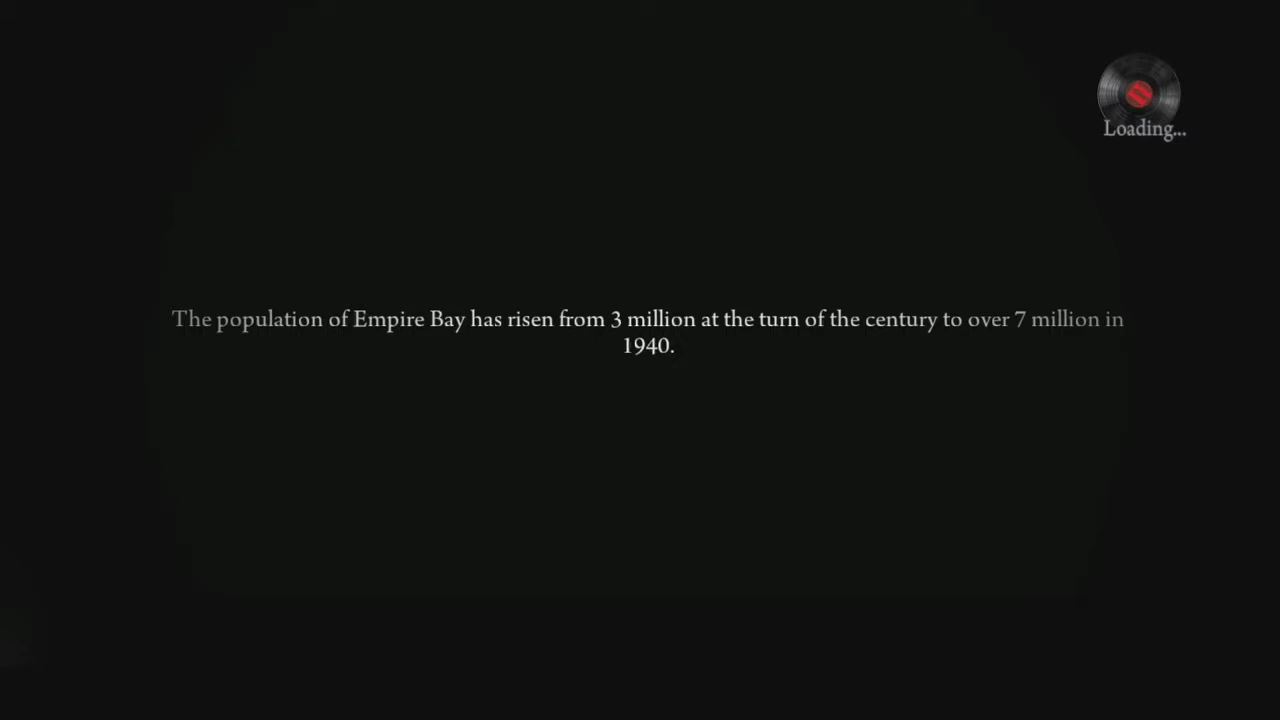 Loading...
The population of Empire Bay has risen from 3 million at the turn of the century to over 7 million in
1940.